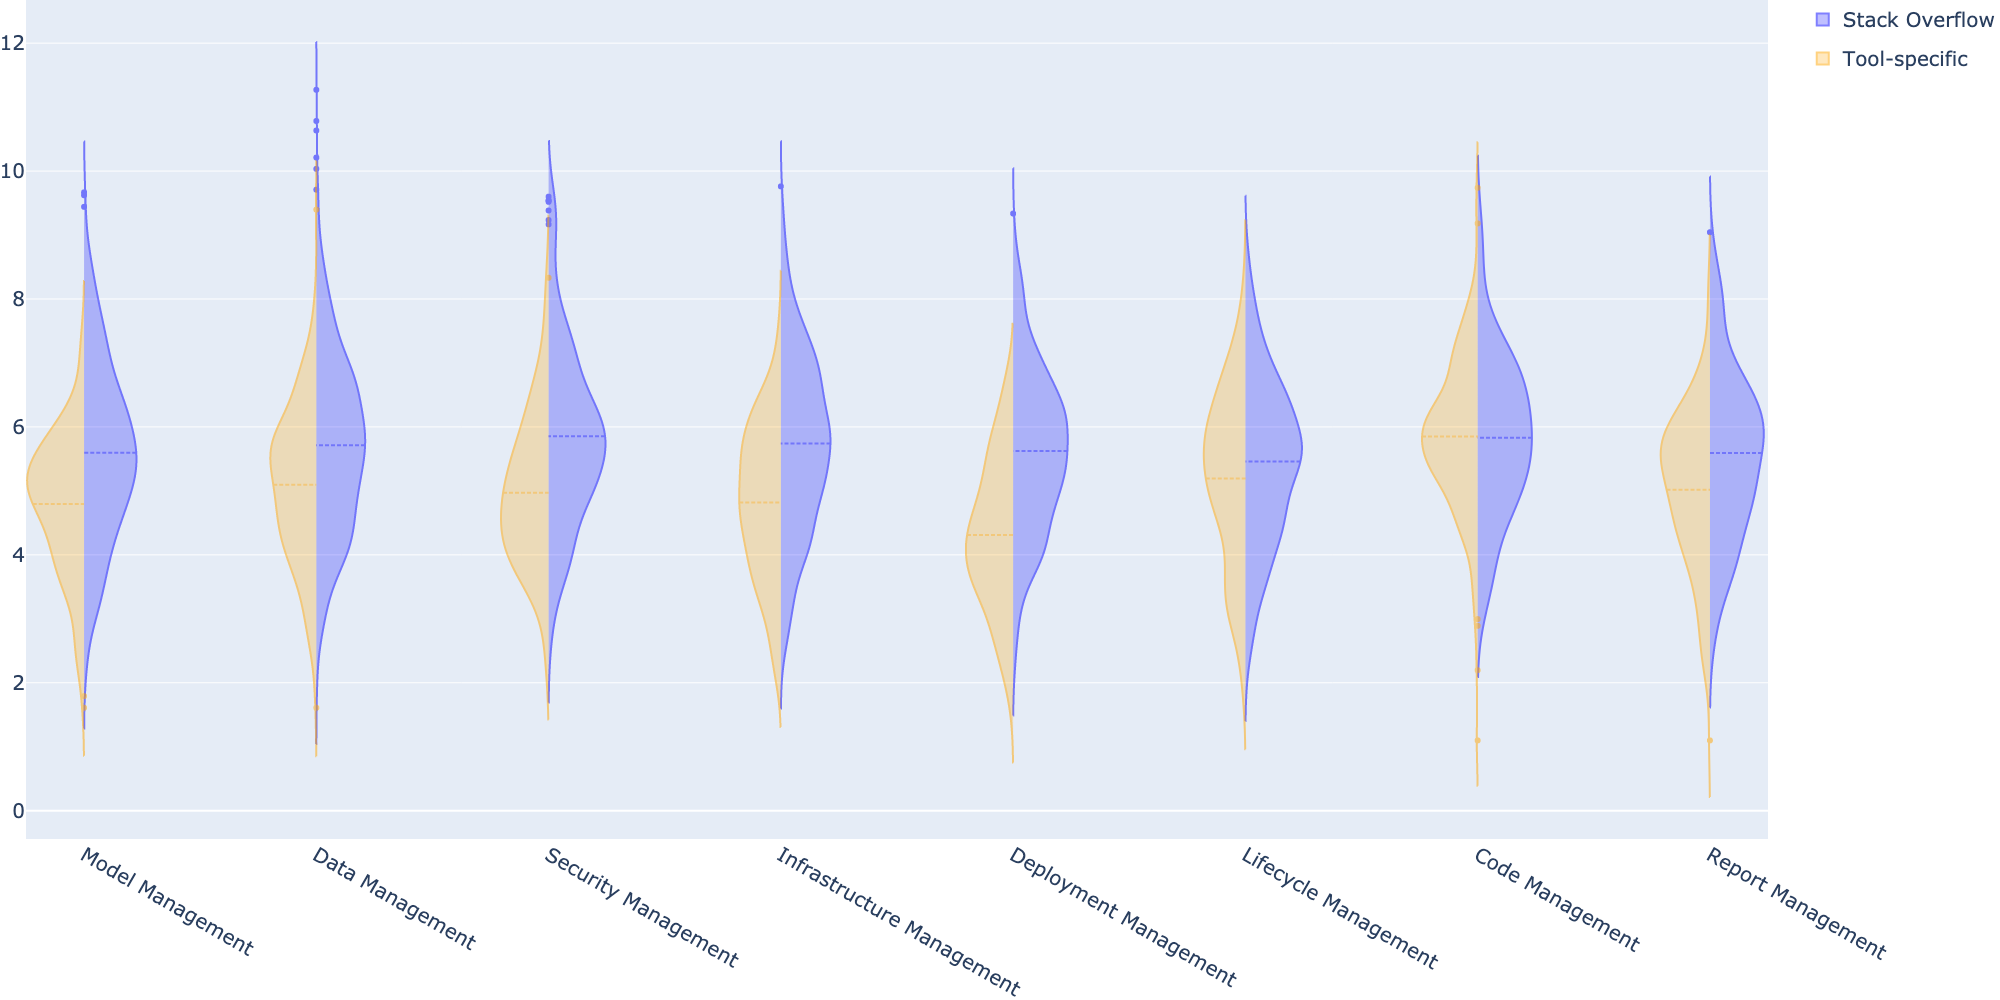 Stack Overflow
Tool-specific
12
10
8
6
4
2
0
Model Management
Data Management
Security Management
Infrastructure Management
Deployment Management
Lifecycle Management
Code Management
Report Management